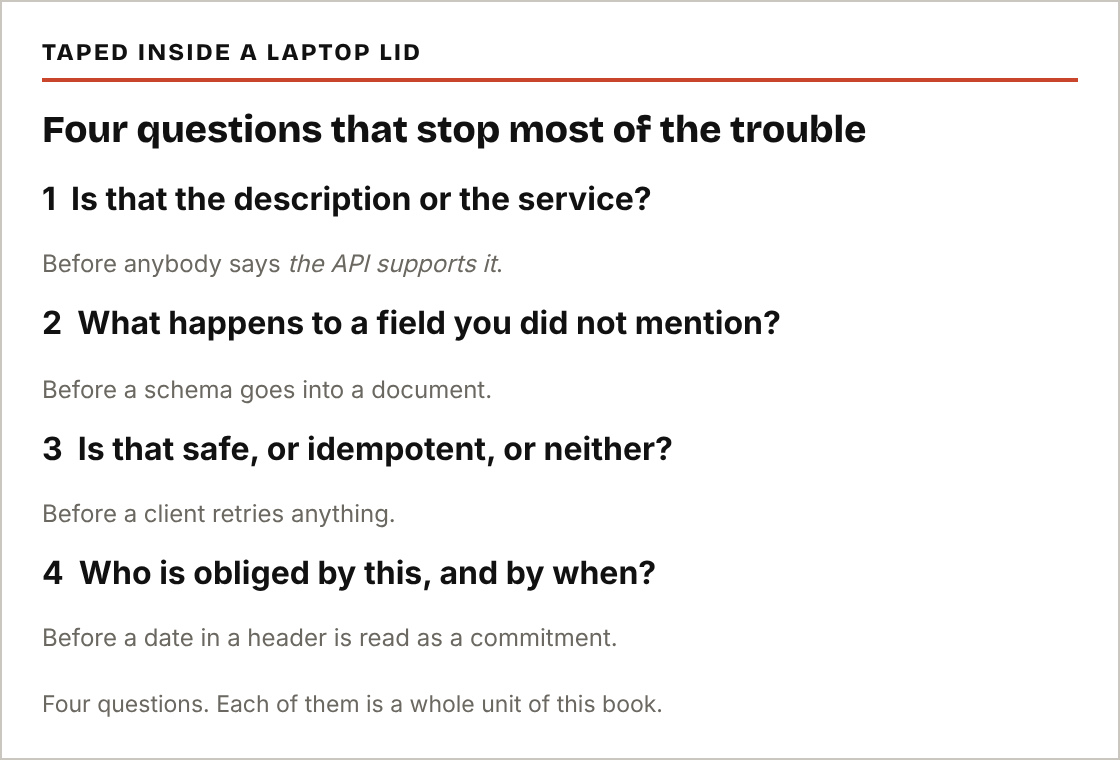 TAPED INSIDE A LAPTOP LID
Four questions that stop most of the trouble
1 Is that the description or the service?
Before anybody says the API supports it.
2 What happens to a field you did not mention?
Before a schema goes into a document.
3 Is that safe, or idempotent, or neither?
Before a client retries anything.
4 Who is obliged by this, and by when?
Before a date in a header is read as a commitment.
Four questions. Each of them is a whole unit of this book.